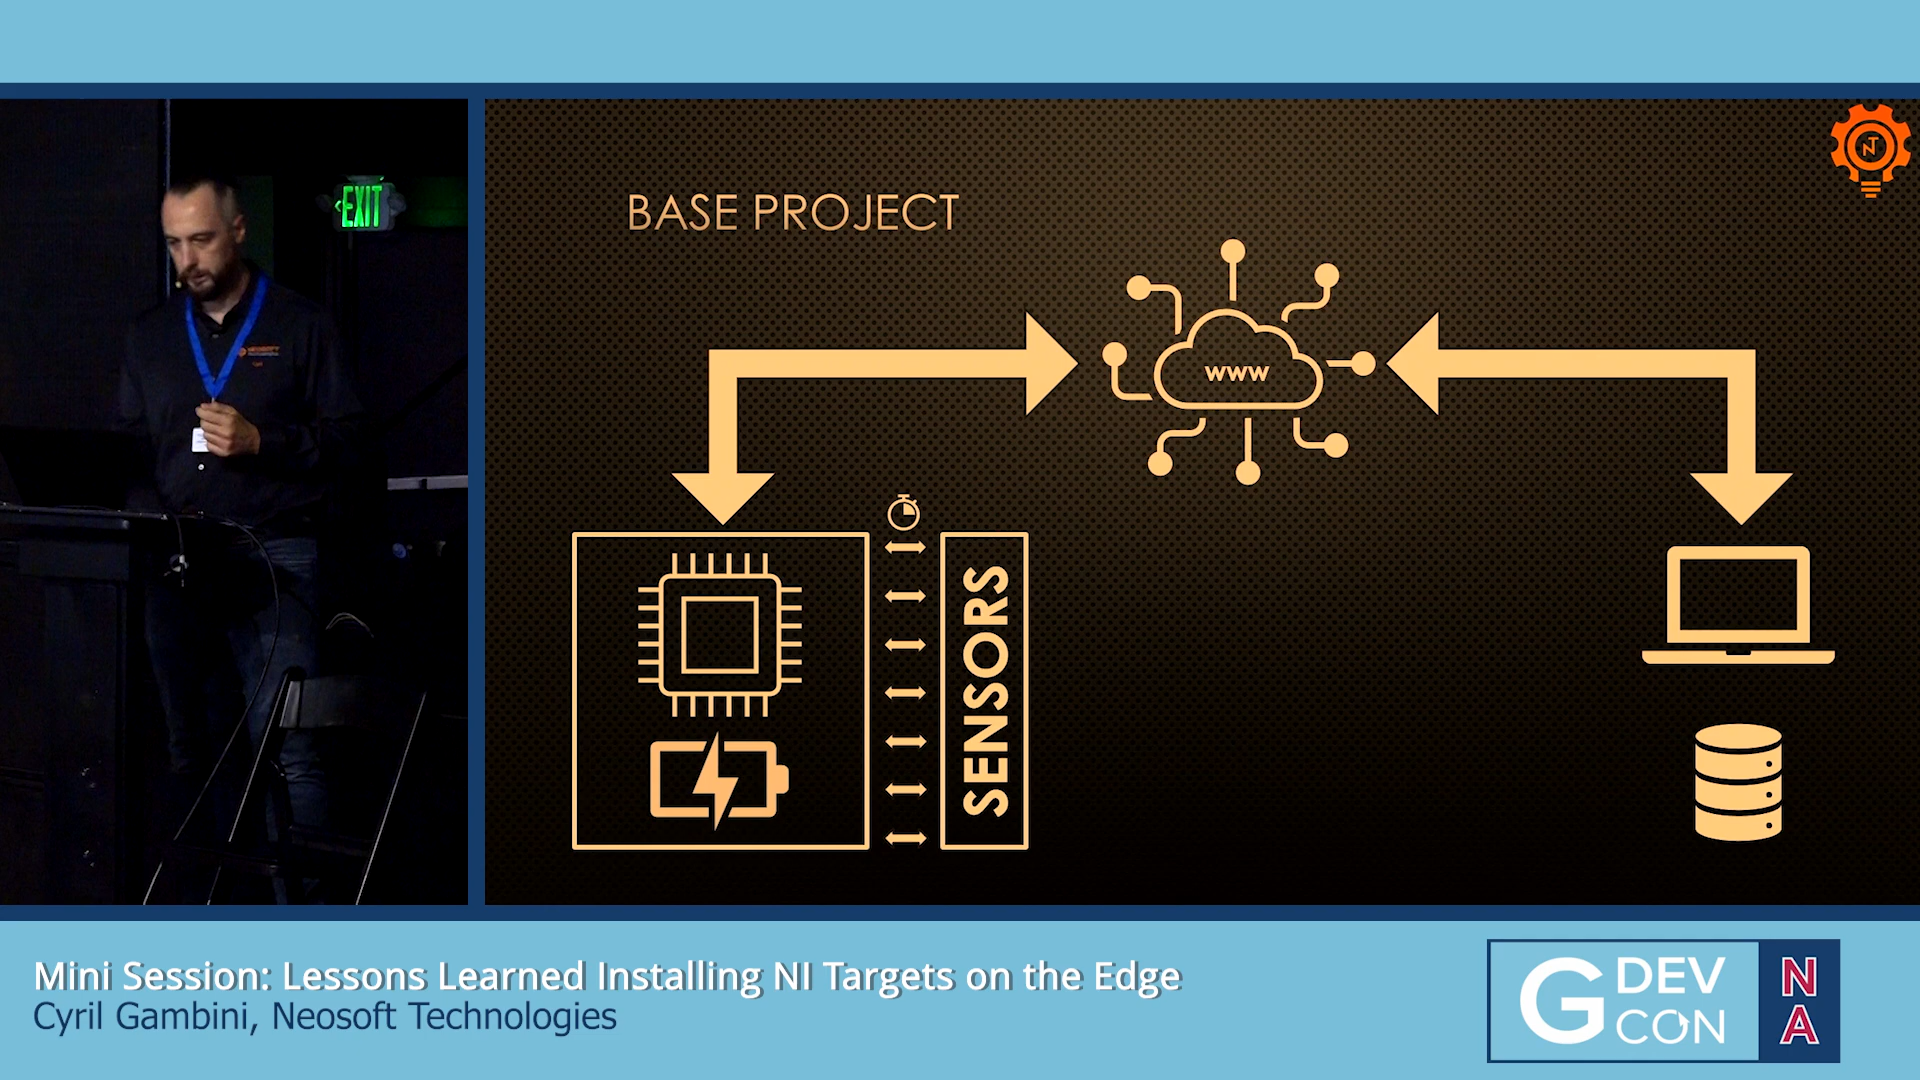 EXIT
NT
BASE PROJECT
www
SENSORS
Mini Session: Lessons Learned Installing NI Targets on the Edge
Cyril Gambini, Neosoft Technologies
G DEV CON
N
A